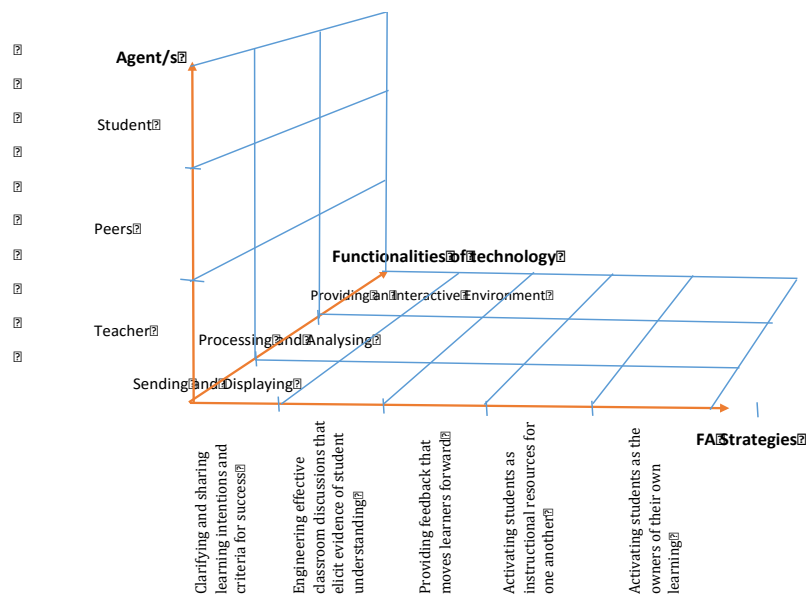 Agent/s
Student
Peers
Functionalities of technology
Providing an Interactive Environment
Teacher
Processing and Analysing
Sending and Displaying
FA Strategies
Clarifying and sharing
learning intentions and
criteria for success
Engineering effective
classroom discussions that
elicit evidence of student
understanding
Providing feedback that
moves learners forward
Activating students as
instructional resources for
one another
Activating students as the
owners of their own
learning